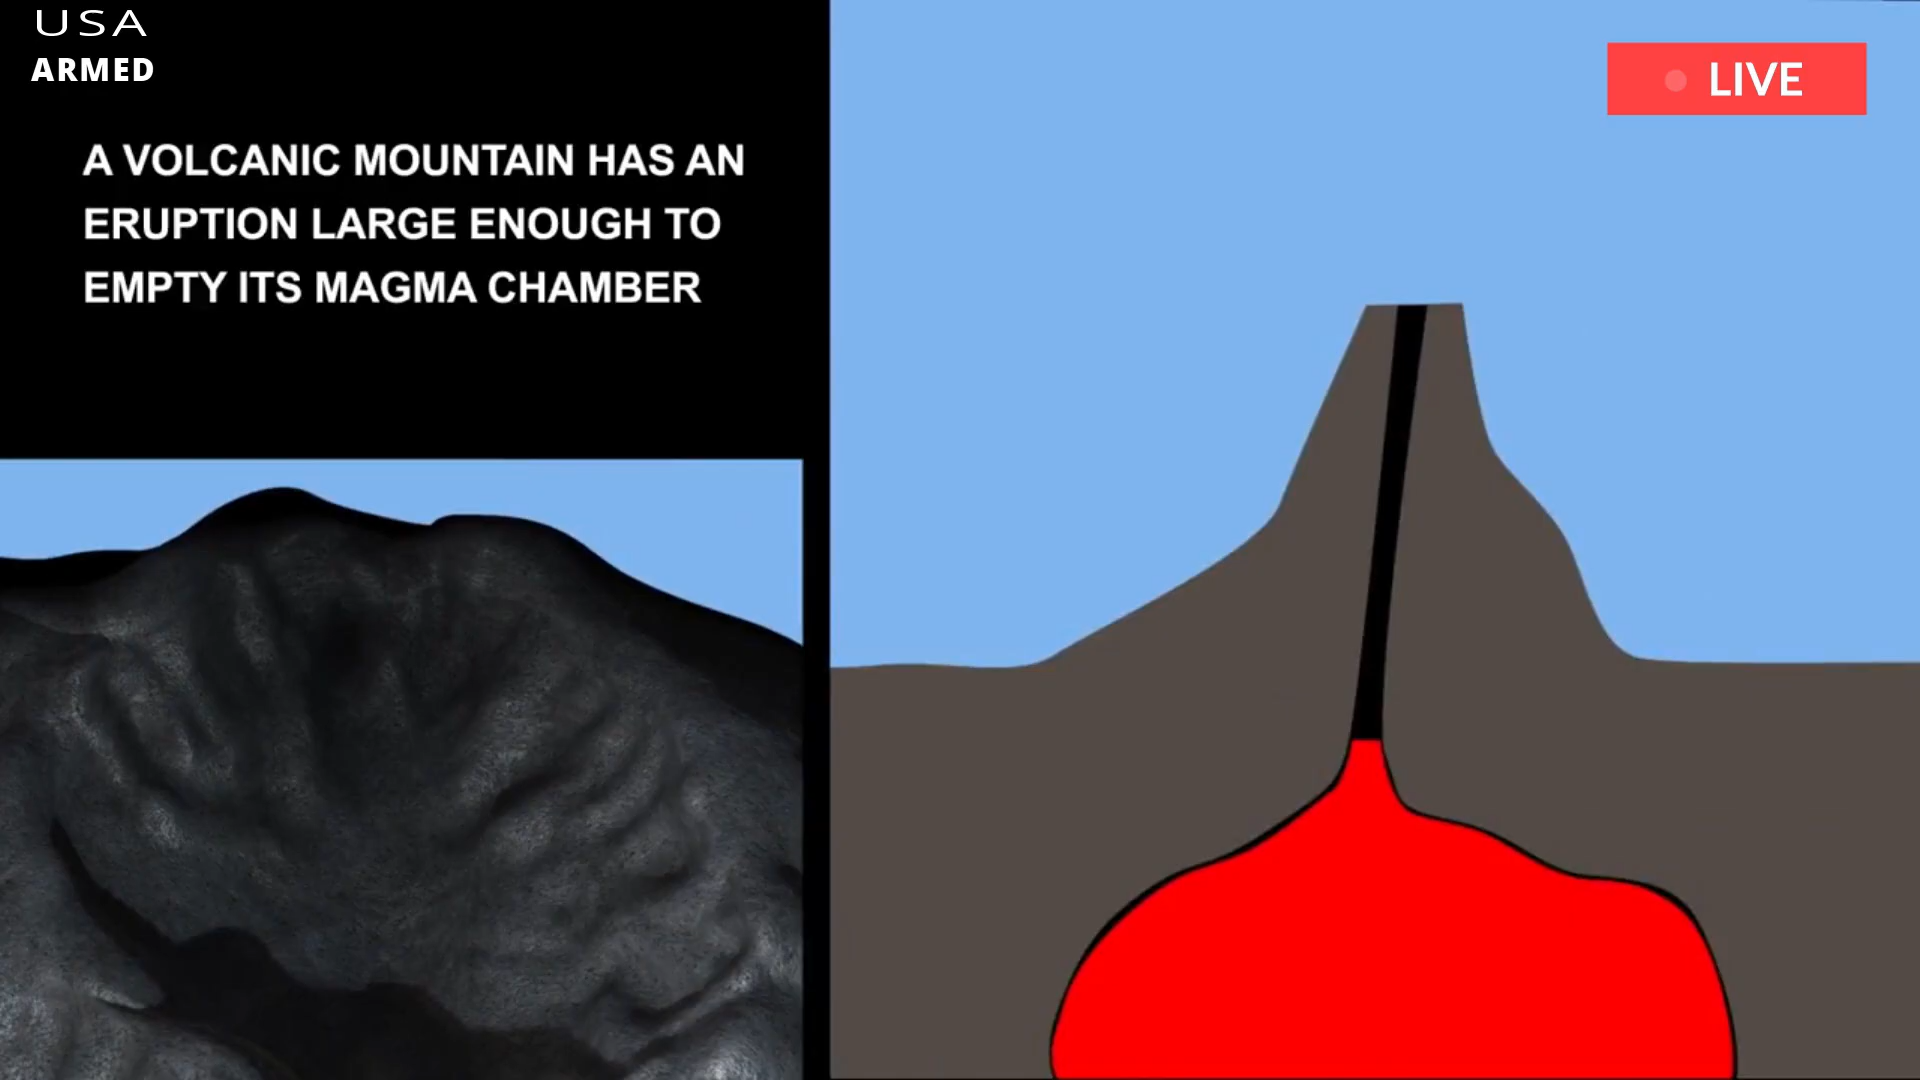 USA
ARMED
LIVE
A VOLCANIC MOUNTAIN HAS AN
ERUPTION LARGE ENOUGH TO
EMPTY ITS MAGMA CHAMBER